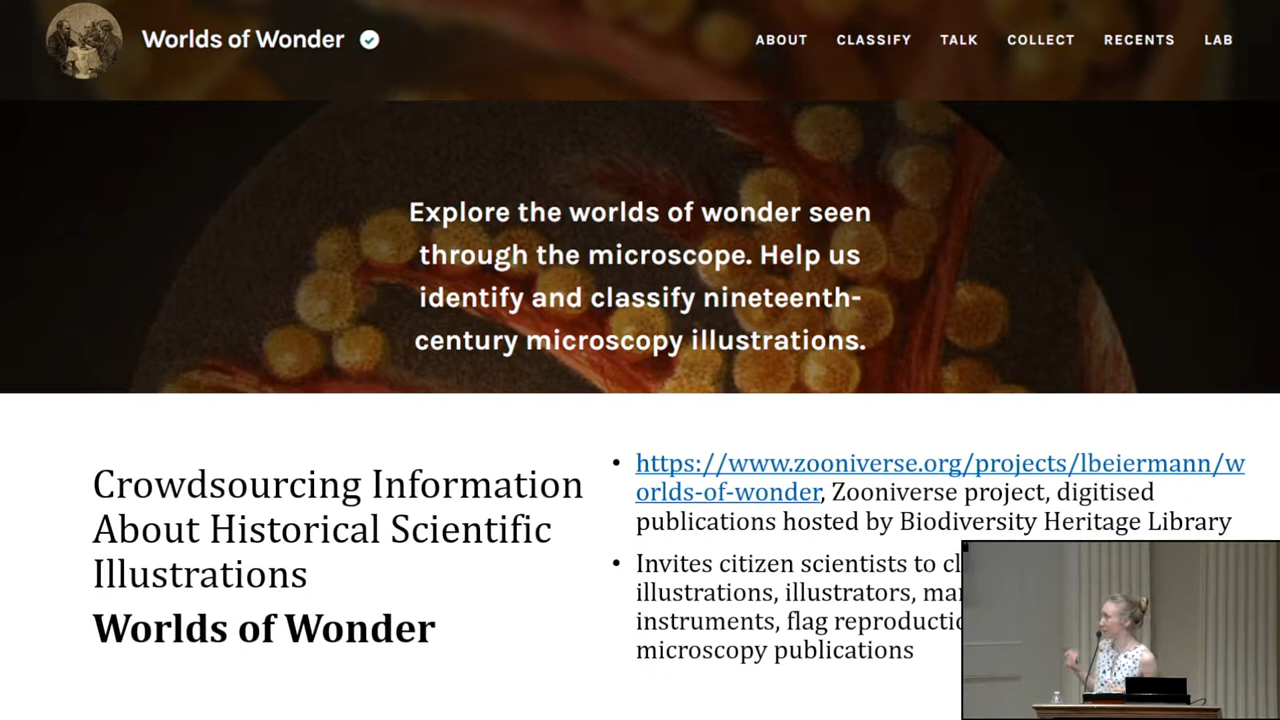 Worlds of Wonder
ABOUT CLASSIFY TALK COLLECT RECENTS LAB
Explore the worlds of wonder seen
through the microscope. Help us
identify and classify nineteenth-
century microscopy illustrations.
Crowdsourcing Information
About Historical Scientific
Illustrations
Worlds of Wonder
• https://www.zooniverse.org/projects/lbeiermann/w
orlds-of-wonder, Zooniverse project, digitised
publications hosted by Biodiversity Heritage Library
• Invites citizen scientists to
illustrations, illustrators,
instruments, flag
microscopy publications